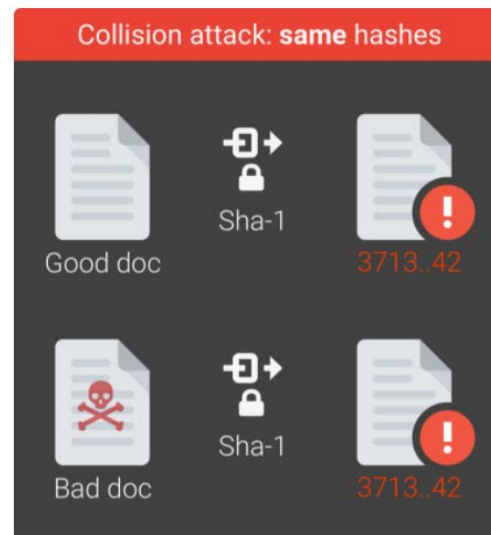 Collision attack: same hashes
Sha-1
Good doc
3713..42
Sha-1
Bad doc
3713..42